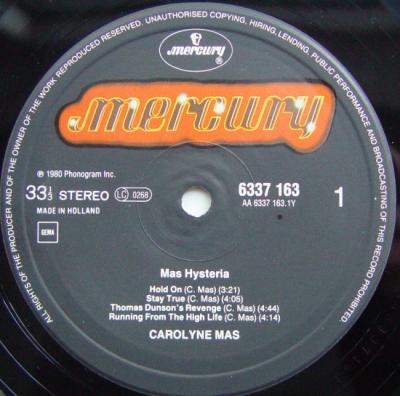 ALL RIGHTS OF THE PRODUCER AND OF THE OWNER OF THE WORK REPRODUCED RESERVED. UNAUTHORISED COPYING, HIRING, LENDING, PUBLIC PERFORMANCE AND BROADCASTING OF THIS RECORD PROHIBITED.
mercury
®
mercury
℗ 1980 Phonogram Inc.
33 1/3 STEREO LC 0268
MADE IN HOLLAND
GEMA
6337 163
AA 6337 163.1Y
1
Mas Hysteria
Hold On (C. Mas) (3:21)
Stay True (C. Mas) (4:05)
Thomas Dunson's Revenge (C. Mas) (4:44)
Running From The High Life (C. Mas) (4:14)
CAROLYNE MAS